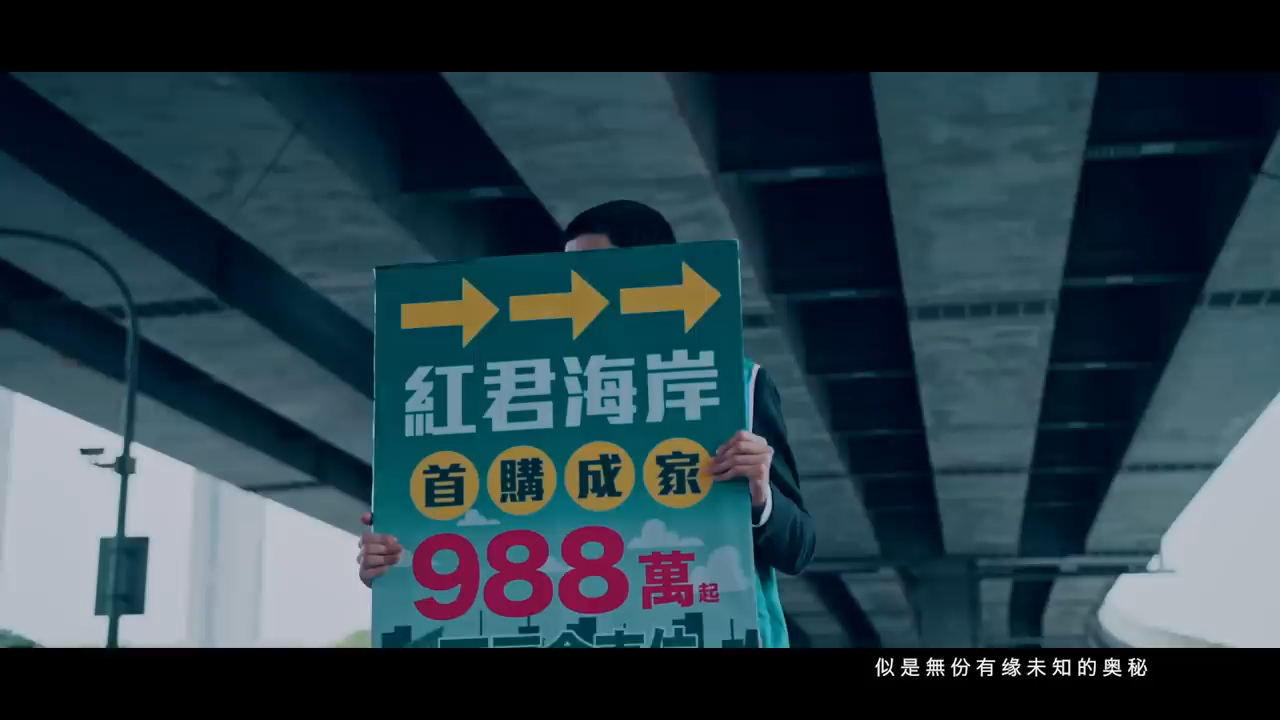 紅君海岸
首購成家
988萬起
似是無份有缘未知的奧秘